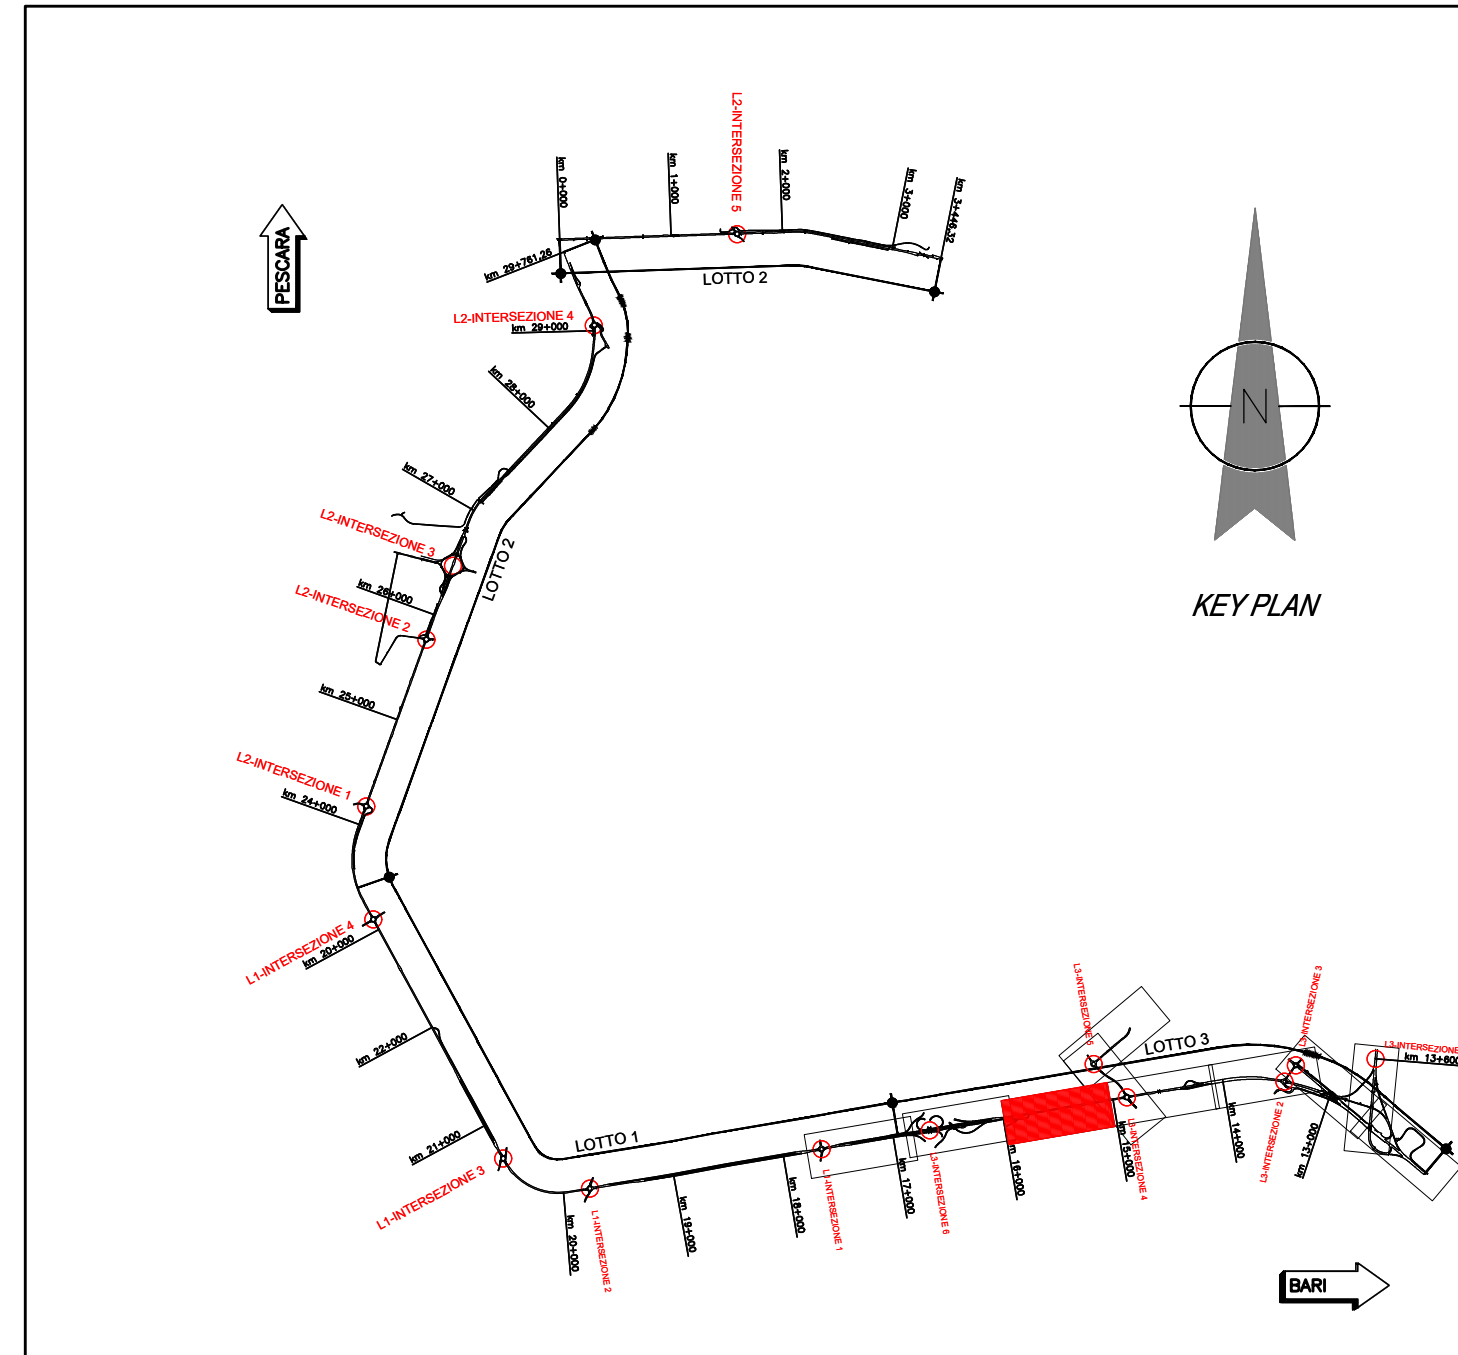 L2-INTERSEZIONE 5
km 0+000
km 1+000
km 2+000
km 3+000
km 3+446.32
PESCARA
km 29+761.26
LOTTO 2
L2-INTERSEZIONE 4
km 29+000
km 28+000
km 27+000
L2-INTERSEZIONE 3
LOTTO 2
km 26+000
L2-INTERSEZIONE 2
N
KEY PLAN
km 25+000
L2-INTERSEZIONE 1
km 24+000
L1-INTERSEZIONE 4
km 20+000
km 22+000
km 21+000
L1-INTERSEZIONE 3
LOTTO 1
km 20+000
L1-INTERSEZIONE 2
km 19+000
km 18+000
L1-INTERSEZIONE 1
km 17+000
L3-INTERSEZIONE 6
km 16+000
L3-INTERSEZIONE 5
LOTTO 3
km 15+000
L3-INTERSEZIONE 4
km 14+000
L3-INTERSEZIONE 2
L3-INTERSEZIONE 3
km 13+000
L3-INTERSEZIONE
km 13+600
BARI